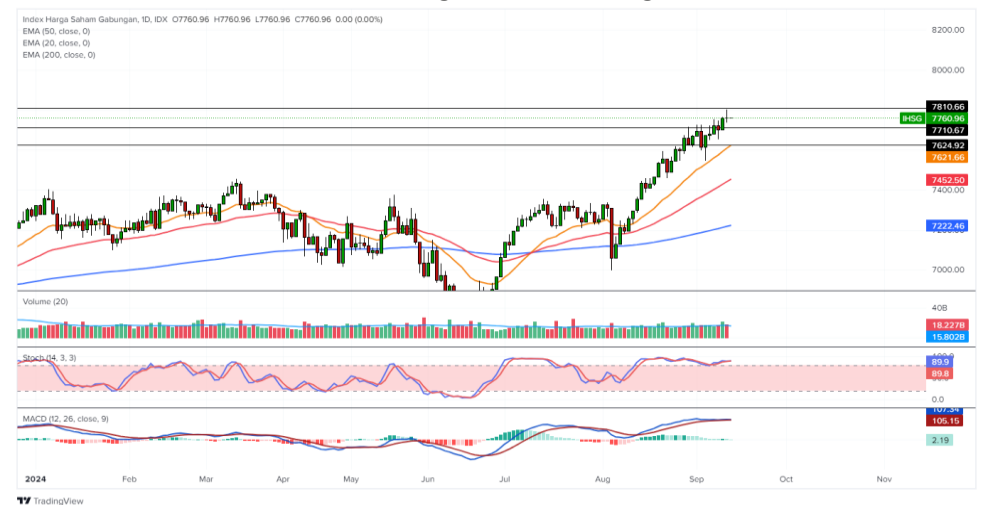 Index Harga Saham Gabungan, 1D, IDX O7760.96 H7760.96 L7760.96 C7760.96 0.00 (0.00%)
EMA (50, close, 0)
EMA (20, close, 0)
EMA (200, close, 0)
8200.00
8000.00
7810.66
IHSG 7760.96
7710.67
7624.92
7621.66
7452.50
7400.00
7222.46
7000.00
Volume (20)
40B
18.227B
15.802B
Stoch (14, 3, 3)
89.9
89.8
0.0
MACD (12, 26, close, 9)
107.34
105.15
2.19
2024 Feb Mar Apr May Jun Jul Aug Sep Oct Nov
TradingView